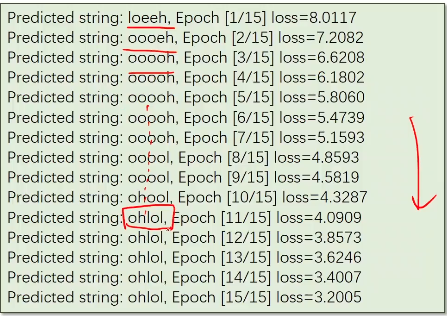 Predicted string: loeeh, Epoch [1/15] loss=8.0117
Predicted string: oooeh, Epoch [2/15] loss=7.2082
Predicted string: ooooh, Epoch [3/15] loss=6.6208
Predicted string: ooooh, Epoch [4/15] loss=6.1802
Predicted string: ooooh, Epoch [5/15] loss=5.8060
Predicted string: ooooh, Epoch [6/15] loss=5.4739
Predicted string: ooooh, Epoch [7/15] loss=5.1593
Predicted string: ooool, Epoch [8/15] loss=4.8593
Predicted string: ooool, Epoch [9/15] loss=4.5819
Predicted string: ohool, Epoch [10/15] loss=4.3287
Predicted string: ohlol, Epoch [11/15] loss=4.0909
Predicted string: ohlol, Epoch [12/15] loss=3.8573
Predicted string: ohlol, Epoch [13/15] loss=3.6246
Predicted string: ohlol, Epoch [14/15] loss=3.4007
Predicted string: ohlol, Epoch [15/15] loss=3.2005